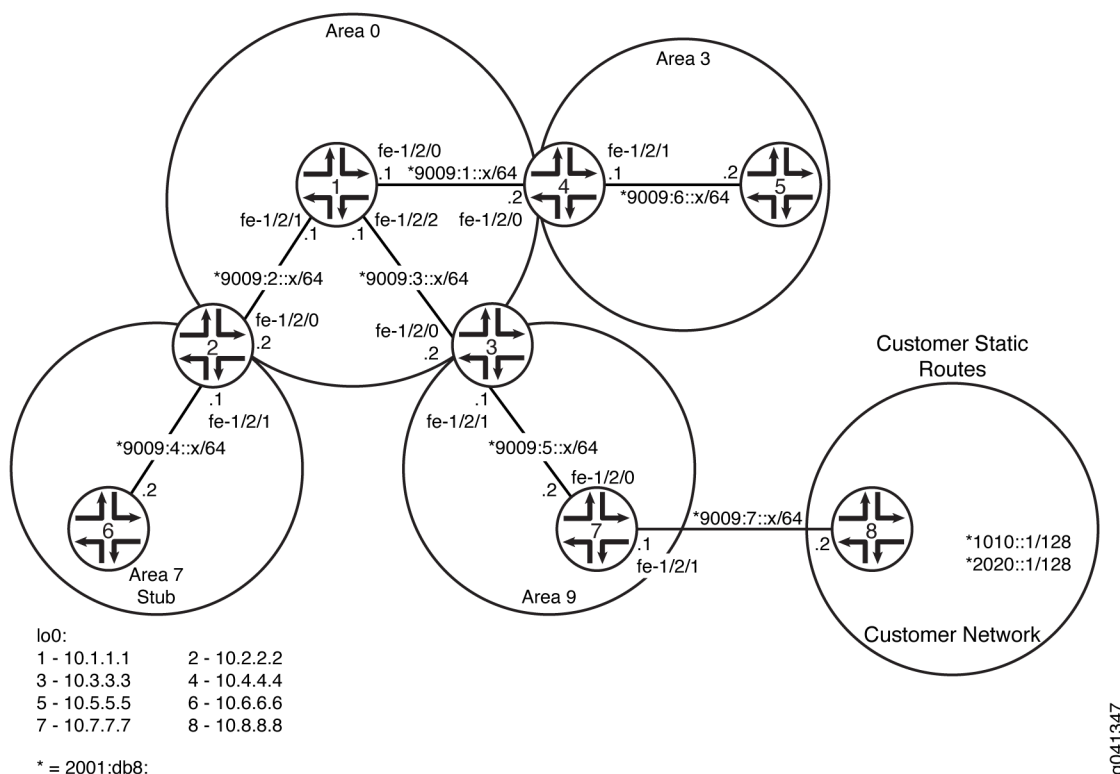 Area 0
Area 3
fe-1/2/0
.1
*9009:1::x/64
.2
fe-1/2/0
1
4
fe-1/2/1
.1
*9009:6::x/64
.2
5
fe-1/2/1
.1
.1
fe-1/2/2
*9009:2::x/64
*9009:3::x/64
fe-1/2/0
.2
fe-1/2/0
.2
2
3
Customer Static
Routes
.1
fe-1/2/1
*9009:4::x/64
.2
6
Area 7
Stub
.1
fe-1/2/1
*9009:5::x/64
fe-1/2/0
.2
7
*9009:7::x/64
.1
fe-1/2/1
.2
8
*1010::1/128
*2020::1/128
Area 9
Customer Network
lo0:
1 - 10.1.1.1 2 - 10.2.2.2
3 - 10.3.3.3 4 - 10.4.4.4
5 - 10.5.5.5 6 - 10.6.6.6
7 - 10.7.7.7 8 - 10.8.8.8
* = 2001:db8:
g041347